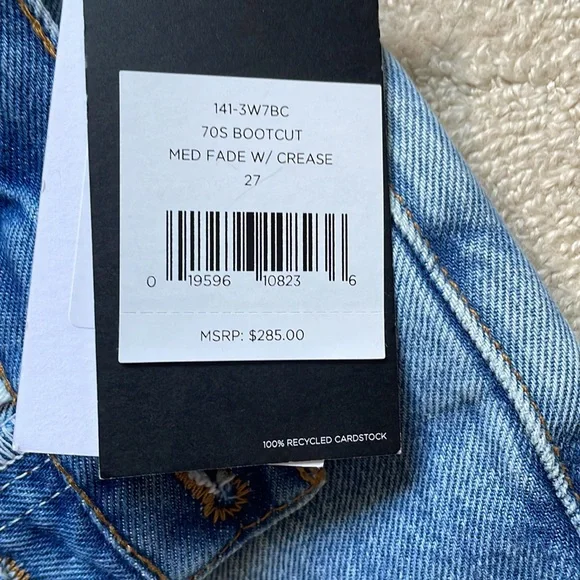 141-3W7BC
70S BOOTCUT
MED FADE W/ CREASE
27
0 19596 10823 6
MSRP: $285.00
100% RECYCLED CARDSTOCK